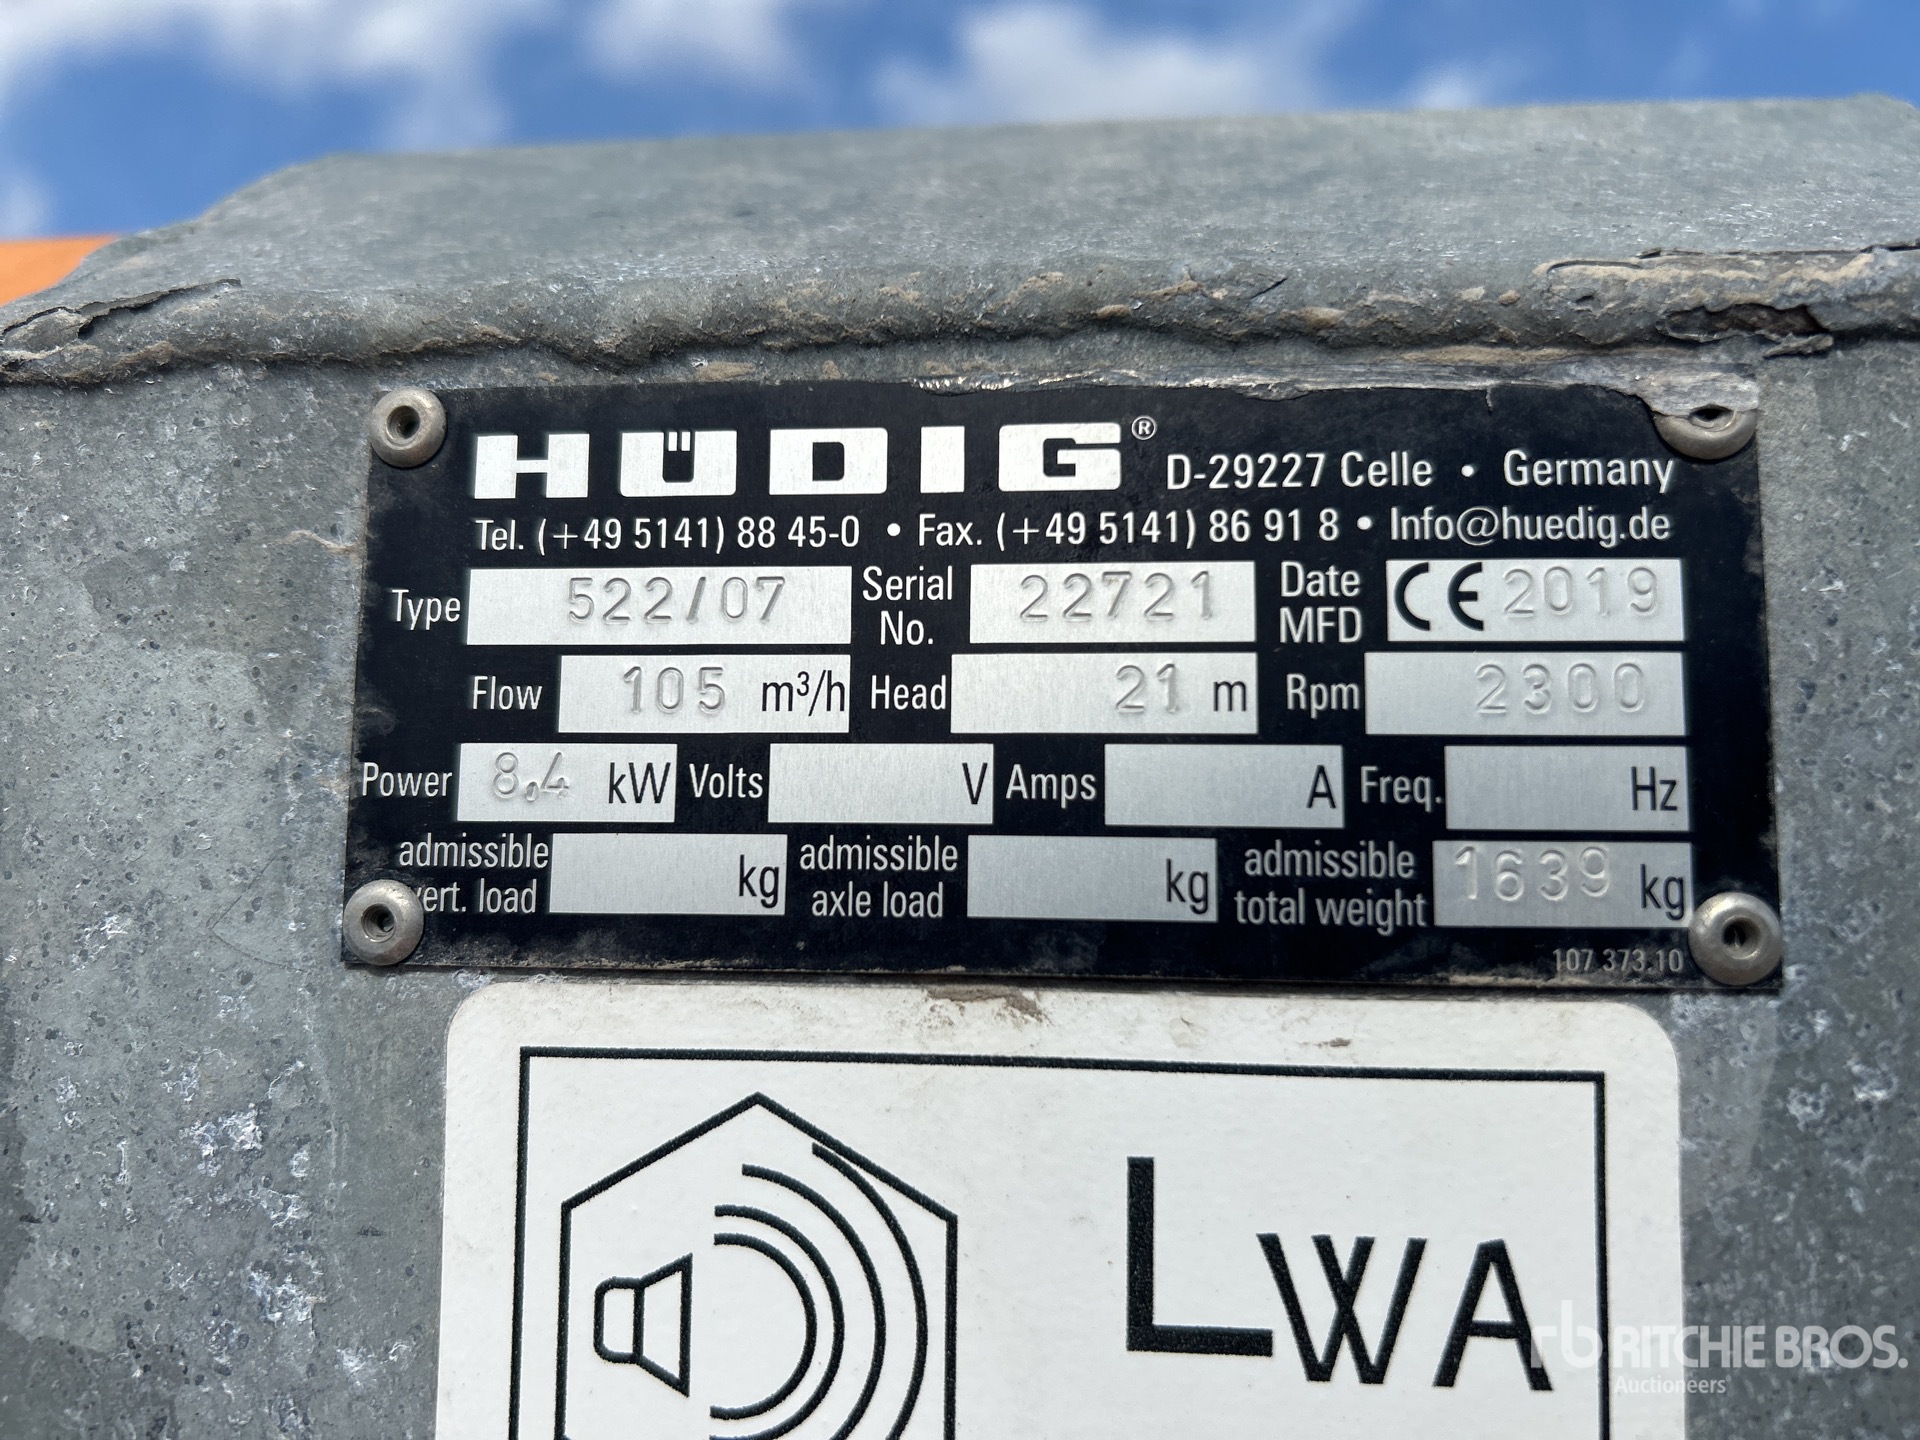 HÜDIG® D-29227 Celle • Germany
Tel. (+49 5141) 88 45-0 • Fax. (+49 5141) 86 91 8 • Info@huedig.de
Type 522/07 Serial No. 22721 Date MFD CE 2019
Flow 105 m³/h Head 21 m Rpm 2300
Power 8,4 kW Volts V Amps A Freq. Hz
admissible vert. load kg admissible axle load kg admissible total weight 1639 kg
107 373.10
LWA
rb RITCHIE BROS.
Auctioneers